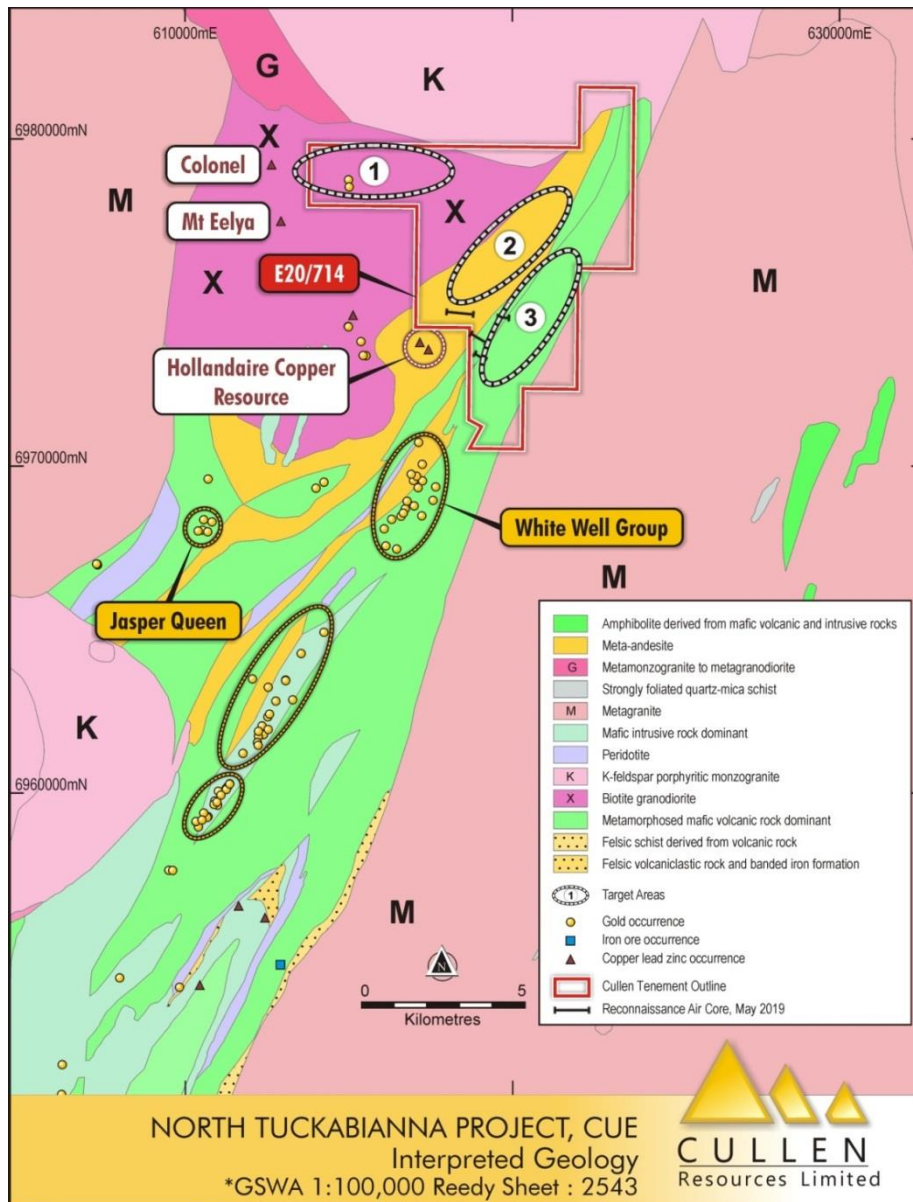 610000mE
630000mE
G
K
6980000mN
X
Colonel
1
M
X
Mt Eelya
2
X
E20/714
M
3
Hollandaire Copper
Resource
6970000mN
White Well Group
M
Jasper Queen
Amphibolite derived from mafic volcanic and intrusive rocks
Meta-andesite
G Metamonzogranite to metagranodiorite
Strongly foliated quartz-mica schist
M Metagranite
Mafic intrusive rock dominant
Peridotite
K K-feldspar porphyritic monzogranite
X Biotite granodiorite
Metamorphosed mafic volcanic rock dominant
Felsic schist derived from volcanic rock
Felsic volcaniclastic rock and banded iron formation
1 Target Areas
Gold occurrence
Iron ore occurrence
Copper lead zinc occurrence
Cullen Tenement Outline
Reconnaissance Air Core, May 2019
K
6960000mN
M
N
0 5
Kilometres
NORTH TUCKABIANNA PROJECT, CUE
Interpreted Geology
*GSWA 1:100,000 Reedy Sheet : 2543
CULLEN
Resources Limited